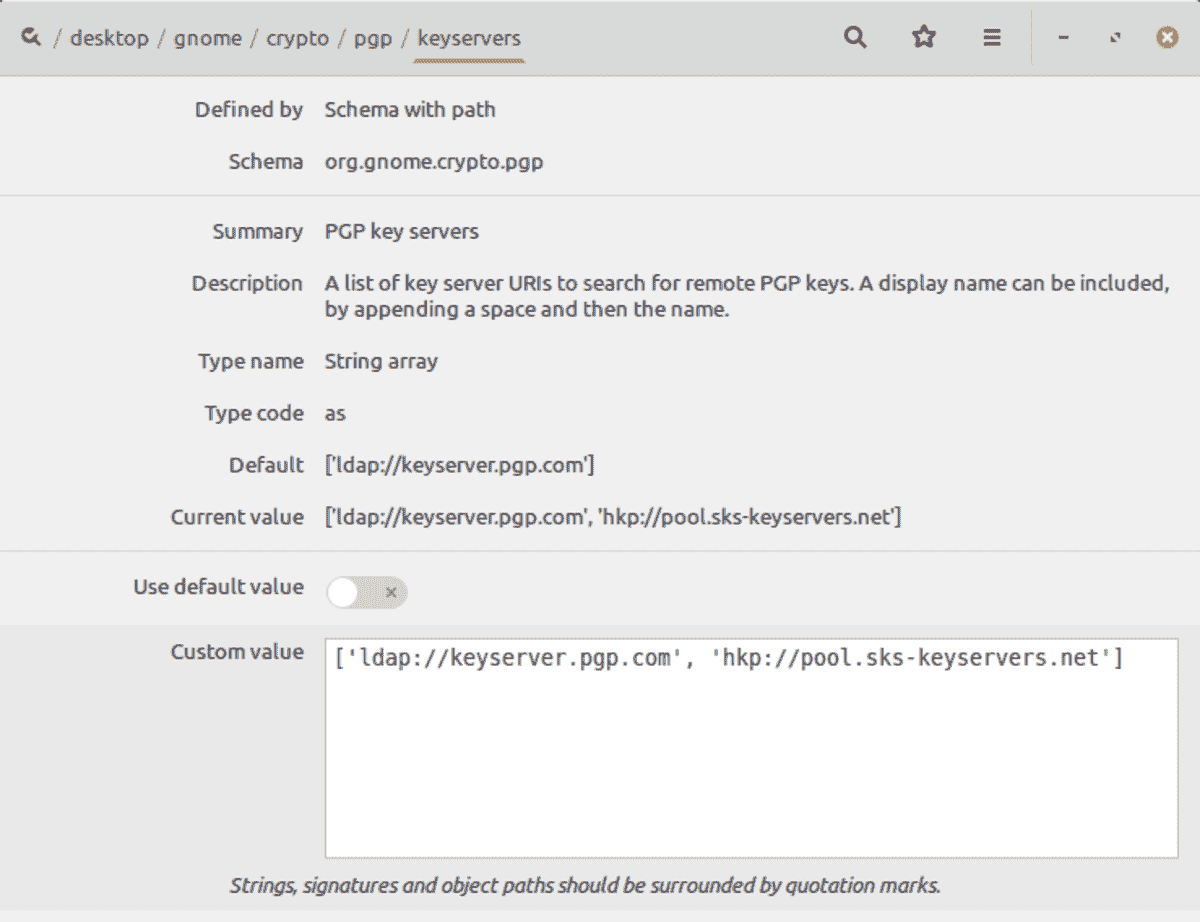 / desktop / gnome / crypto / pgp / keyservers
Defined by Schema with path
Schema org.gnome.crypto.pgp
Summary PGP key servers
Description A list of key server URIs to search for remote PGP keys. A display name can be included,
by appending a space and then the name.
Type name String array
Type code as
Default ['ldap://keyserver.pgp.com']
Current value ['ldap://keyserver.pgp.com', 'hkp://pool.sks-keyservers.net']
Use default value
Custom value ['ldap://keyserver.pgp.com', 'hkp://pool.sks-keyservers.net']
Strings, signatures and object paths should be surrounded by quotation marks.